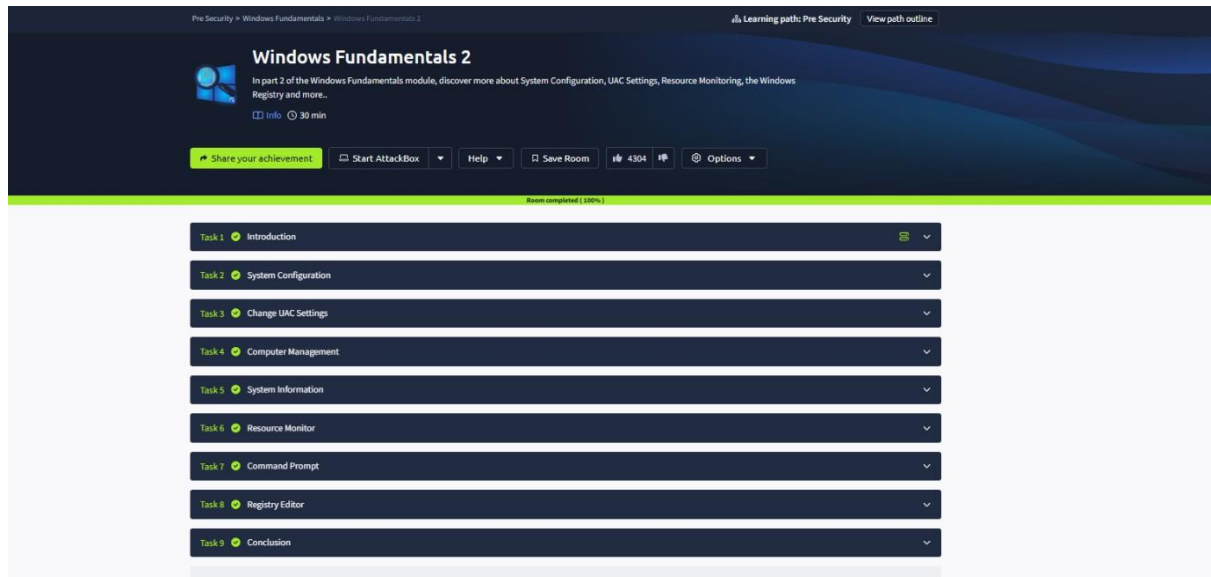 Pre Security > Windows Fundamentals > Windows Fundamentals 2
Learning path: Pre Security
View path outline
Windows Fundamentals 2
In part 2 of the Windows Fundamentals module, discover more about System Configuration, UAC Settings, Resource Monitoring, the Windows
Registry and more..
Info 30 min
Share your achievement
Start AttackBox
Help
Save Room
4304
Options
Room completed ( 100% )
Task 1 Introduction
Task 2 System Configuration
Task 3 Change UAC Settings
Task 4 Computer Management
Task 5 System Information
Task 6 Resource Monitor
Task 7 Command Prompt
Task 8 Registry Editor
Task 9 Conclusion